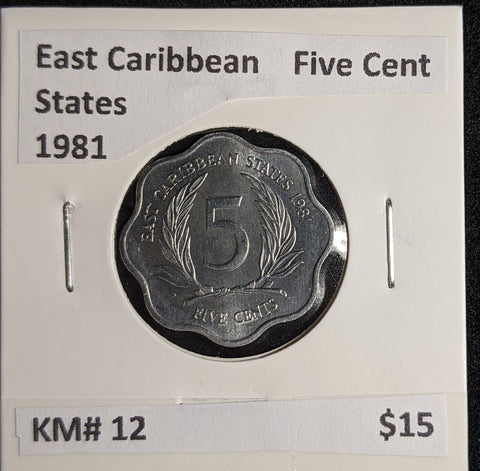 East Caribbean Five Cent
States
1981
EAST CARIBBEAN STATES 1981
5
FIVE CENTS
KM# 12 $15